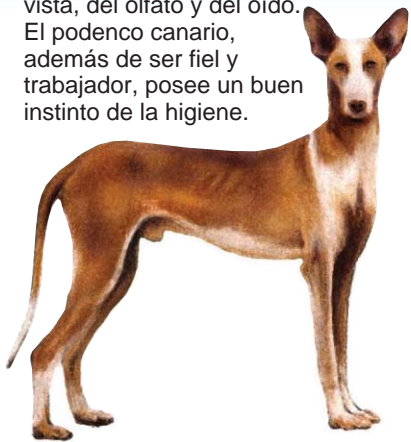 vista, del olfato y del oído.
El podenco canario,
además de ser fiel y
trabajador, posee un buen
instinto de la higiene.